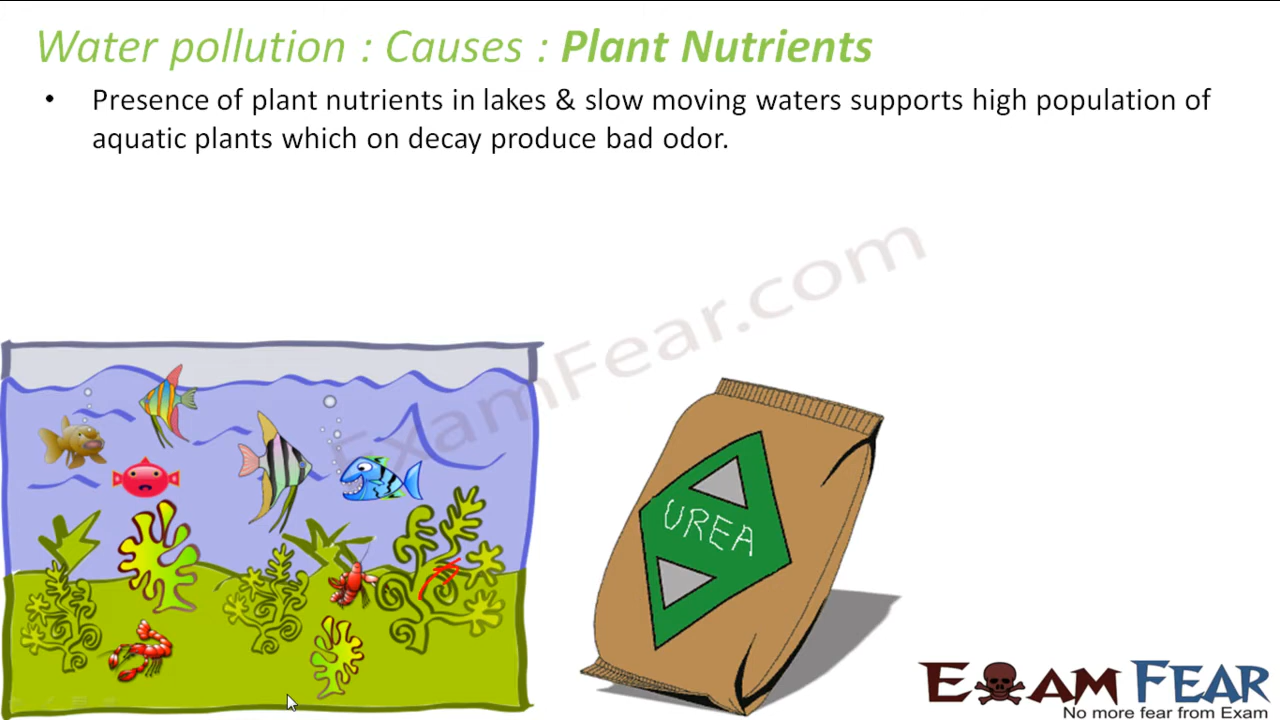 Water pollution : Causes : Plant Nutrients
• Presence of plant nutrients in lakes & slow moving waters supports high population of
aquatic plants which on decay produce bad odor.
ExamFear.com
UREA
EXAM FEAR
No more fear from Exam